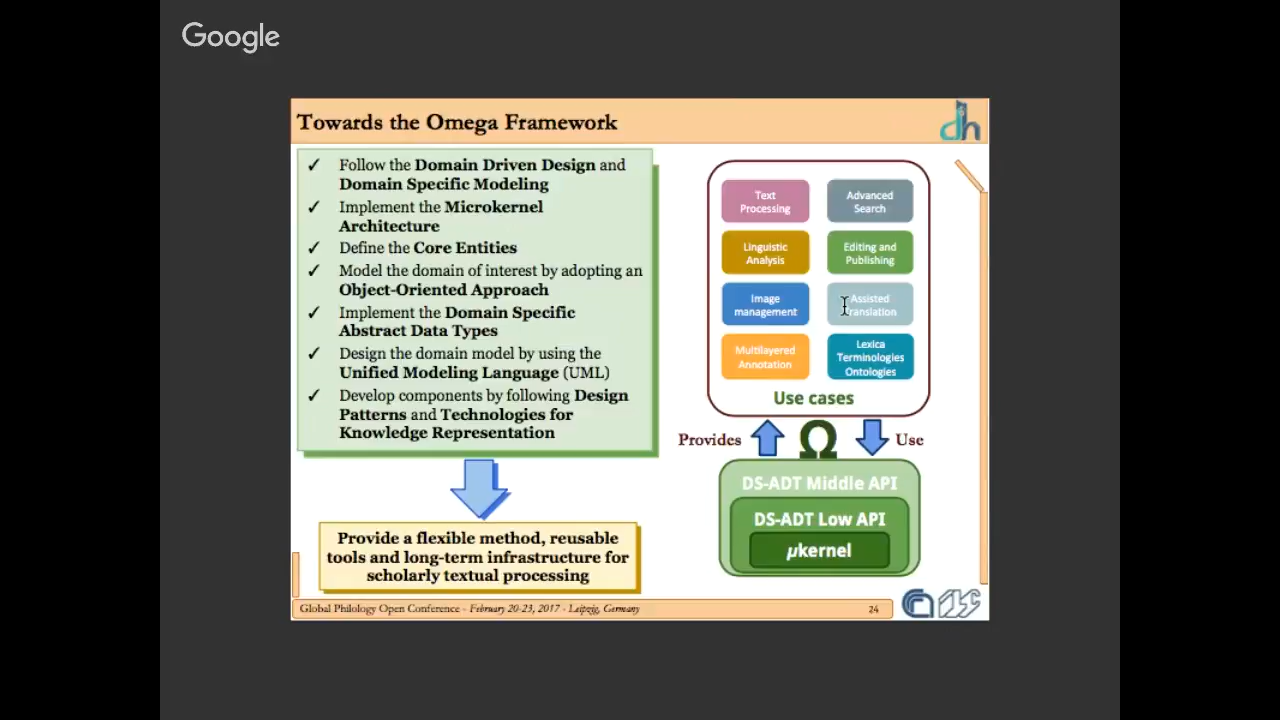 Google
Towards the Omega Framework
dh
✓ Follow the Domain Driven Design and
Domain Specific Modeling
✓ Implement the Microkernel
Architecture
✓ Define the Core Entities
✓ Model the domain of interest by adopting an
Object-Oriented Approach
✓ Implement the Domain Specific
Abstract Data Types
✓ Design the domain model by using the
Unified Modeling Language (UML)
✓ Develop components by following Design
Patterns and Technologies for
Knowledge Representation
Provide a flexible method, reusable
tools and long-term infrastructure for
scholarly textual processing
Text
Processing
Advanced
Search
Linguistic
Analysis
Editing and
Publishing
Image
management
Assisted
Translation
Multilayered
Annotation
Lexica
Terminologies
Ontologies
Use cases
Provides
Ω
Use
DS-ADT Middle API
DS-ADT Low API
μkernel
Global Philology Open Conference - February 20-23, 2017 - Leipzig, Germany
24